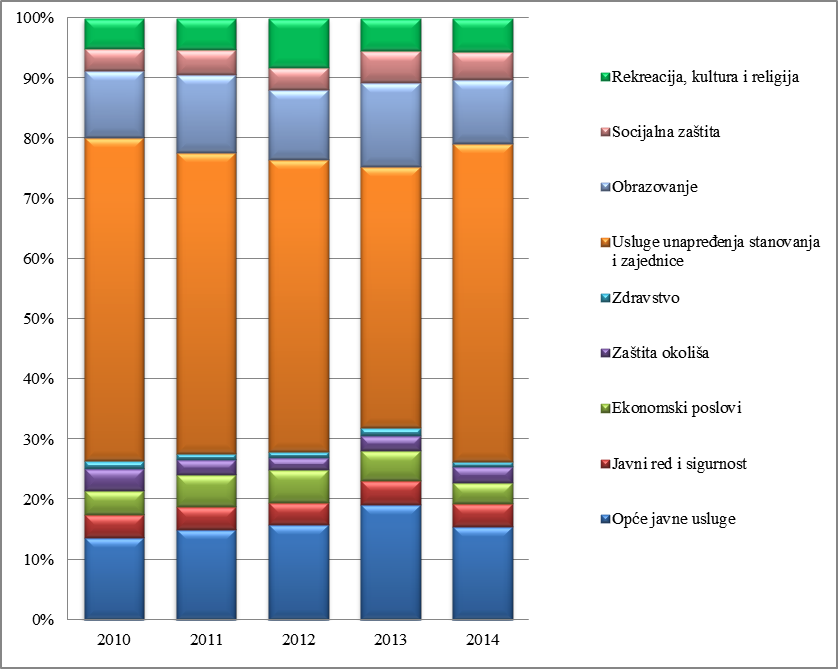 100%
90%
80%
70%
60%
50%
40%
30%
20%
10%
0%
2010 2011 2012 2013 2014
Rekreacija, kultura i religija
Socijalna zaštita
Obrazovanje
Usluge unapređenja stanovanja
i zajednice
Zdravstvo
Zaštita okoliša
Ekonomski poslovi
Javni red i sigurnost
Opće javne usluge